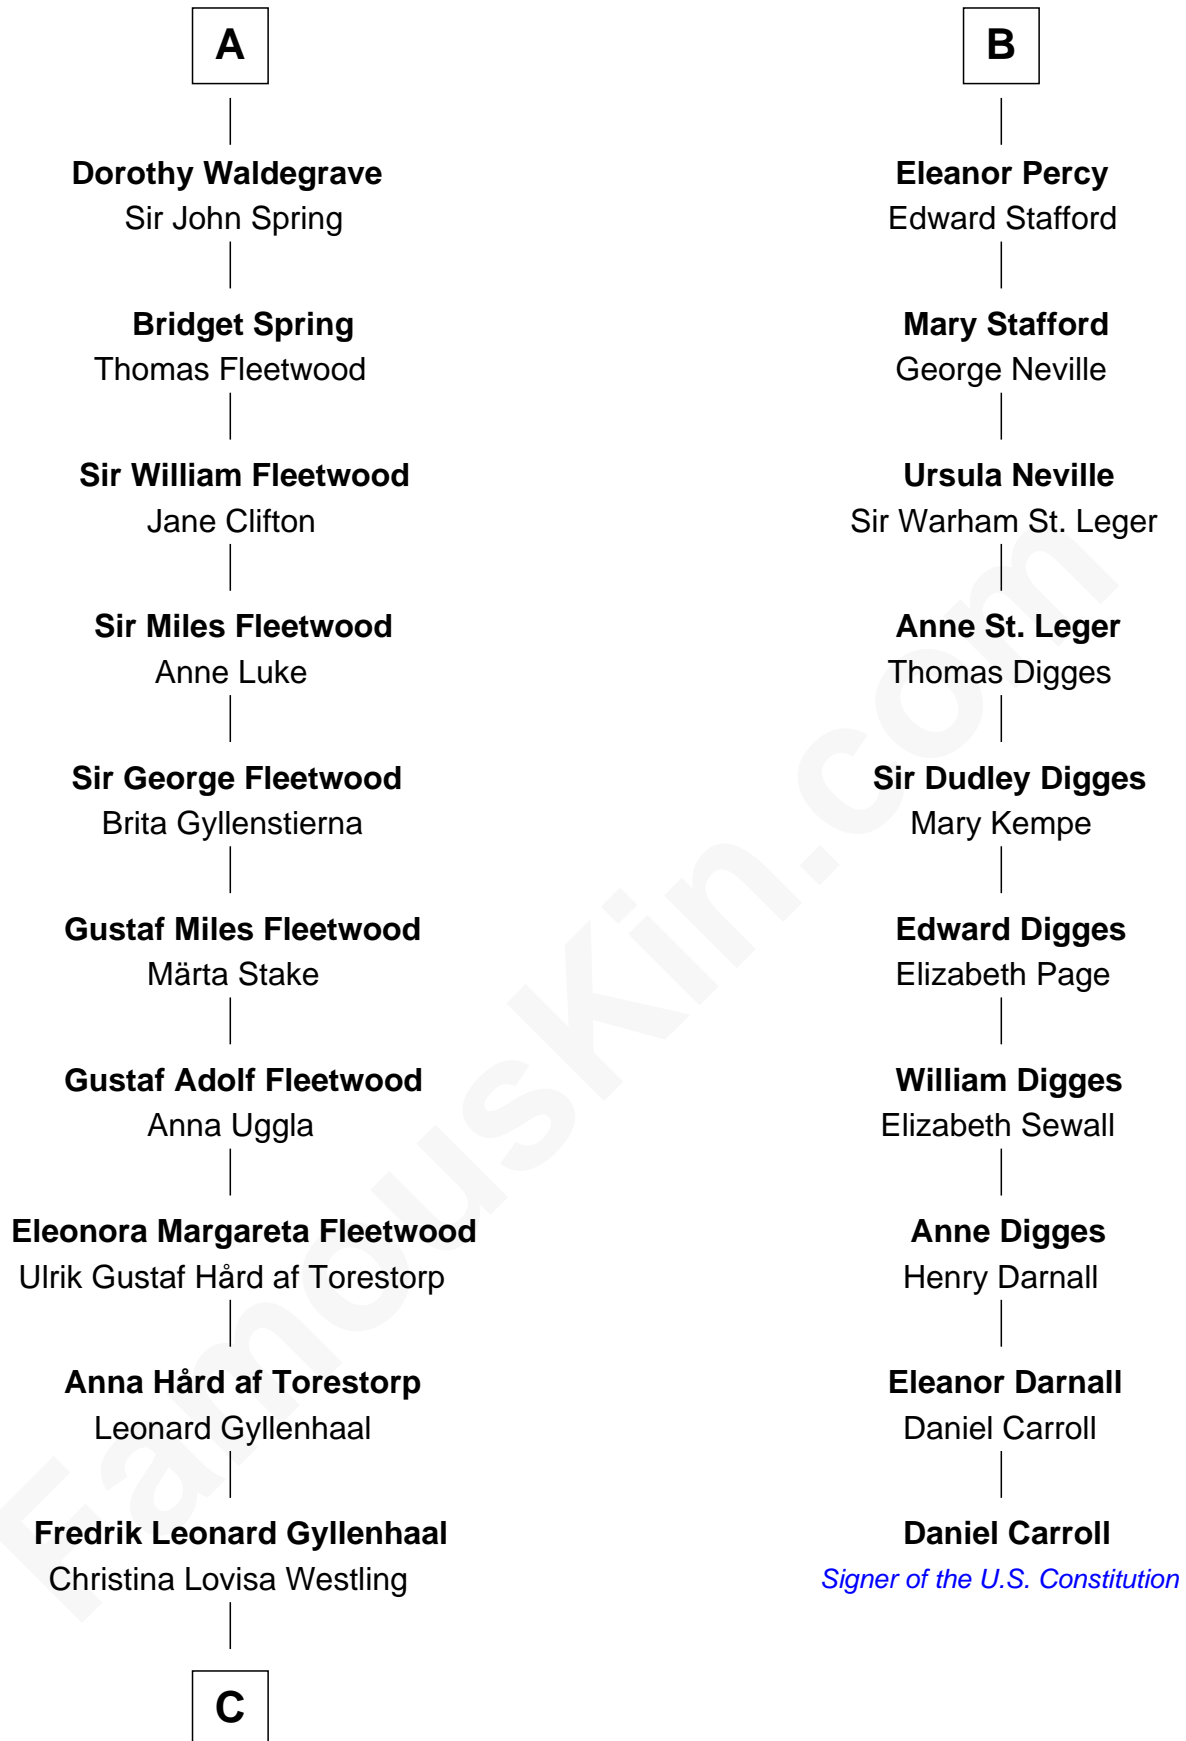 A
Dorothy Waldegrave
Sir John Spring
Bridget Spring
Thomas Fleetwood
Sir William Fleetwood
Jane Clifton
Sir Miles Fleetwood
Anne Luke
Sir George Fleetwood
Brita Gyllenstierna
Gustaf Miles Fleetwood
Märta Stake
Gustaf Adolf Fleetwood
Anna Uggla
Eleonora Margareta Fleetwood
Ulrik Gustaf Hård af Torestorp
Anna Hård af Torestorp
Leonard Gyllenhaal
Fredrik Leonard Gyllenhaal
Christina Lovisa Westling
C
B
Eleanor Percy
Edward Stafford
Mary Stafford
George Neville
Ursula Neville
Sir Warham St. Leger
Anne St. Leger
Thomas Digges
Sir Dudley Digges
Mary Kempe
Edward Digges
Elizabeth Page
William Digges
Elizabeth Sewall
Anne Digges
Henry Darnall
Eleanor Darnall
Daniel Carroll
Daniel Carroll
Signer of the U.S. Constitution
FamousKin.com